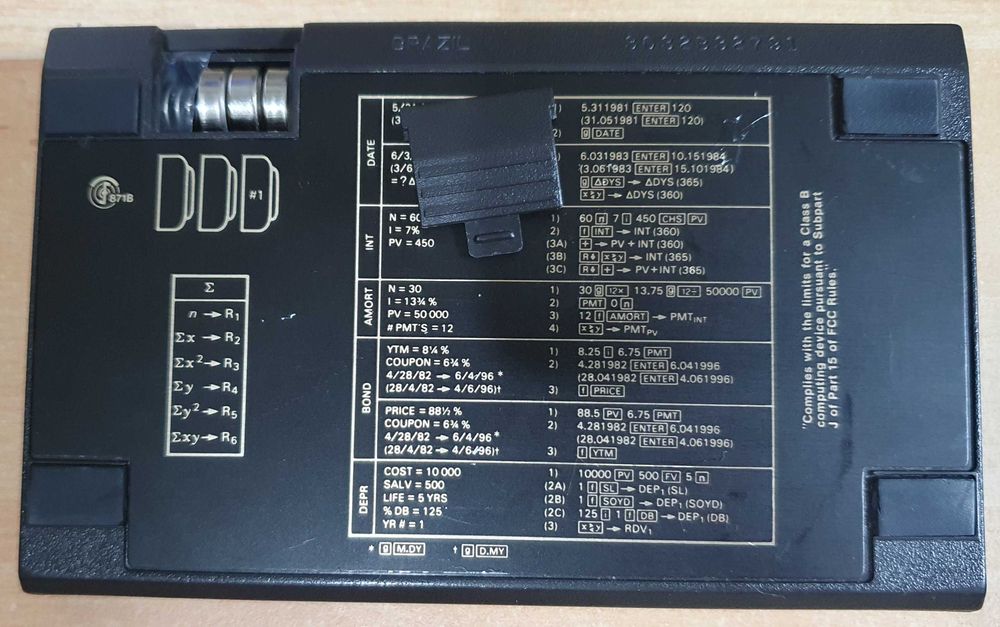 BRAZIL 3032932731
871B
#1
Σ
n → R1
Σx → R2
Σx² → R3
Σy → R4
Σy² → R5
Σxy → R6
DATE
5.311981 ENTER 120
(31.051981 ENTER 120)
2) g DATE
6/3
(3/6 6.031983 ENTER 10.151984
= ? Δ (3.061983 ENTER 15.101984)
g ΔDYS → ΔDYS (365)
x≷y → ΔDYS (360)
INT
N = 60 1) 60 n 7 i 450 CHS PV
I = 7% 2) f INT → INT (360)
PV = 450 (3A) + → PV + INT (360)
(3B) R↓ x≷y → INT (365)
(3C) R↓ + → PV+INT (365)
AMORT
N = 30 1) 30 g 12× 13.75 g 12÷ 50000 PV
I = 13¾ % 2) PMT 0 n
PV = 50 000 3) 12 f AMORT → PMT INT
# PMT'S = 12 4) x≷y → PMT PV
BOND
YTM = 8¼ % 1) 8.25 i 6.75 PMT
COUPON = 6¾ % 2) 4.281982 ENTER 6.041996
4/28/82 → 6/4/96 * (28.041982 ENTER 4.061996)
(28/4/82 → 4/6/96)† 3) f PRICE
PRICE = 88½ % 1) 88.5 PV 6.75 PMT
COUPON = 6¾ % 2) 4.281982 ENTER 6.041996
4/28/82 → 6/4/96 * (28.041982 ENTER 4.061996)
(28/4/82 → 4/6/96)† 3) f YTM
DEPR
COST = 10 000 1) 10000 PV 500 FV 5 n
SALV = 500 (2A) 1 f SL → DEP1 (SL)
LIFE = 5 YRS (2B) 1 f SOYD → DEP1 (SOYD)
% DB = 125 (2C) 125 i 1 f DB → DEP1 (DB)
YR # = 1 (3) x≷y → RDV1
* g M.DY † g D.MY
"Complies with the limits for a Class B
computing device pursuant to Subpart
J of Part 15 of FCC Rules."